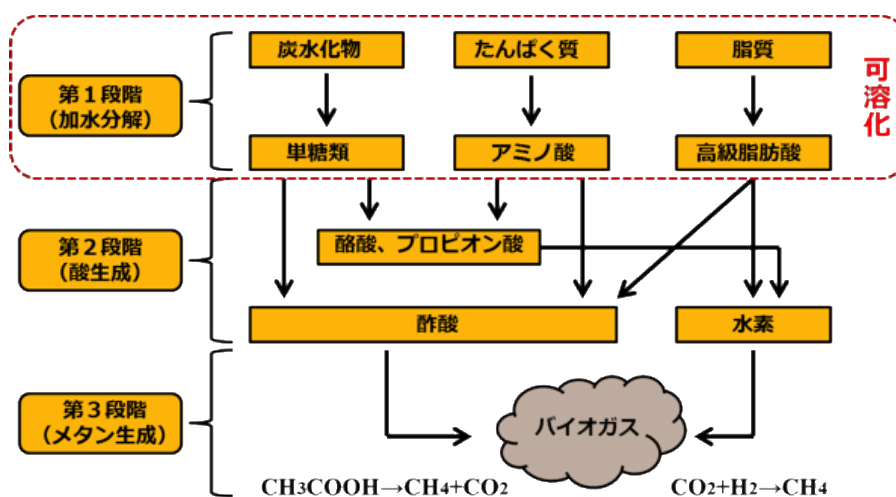 炭水化物
たんぱく質
脂質
可溶化
第１段階
（加水分解）
単糖類
アミノ酸
高級脂肪酸
第２段階
（酸生成）
酪酸、プロピオン酸
酢酸
水素
第３段階
（メタン生成）
バイオガス
CH3COOH→CH4+CO2
CO2+H2→CH4